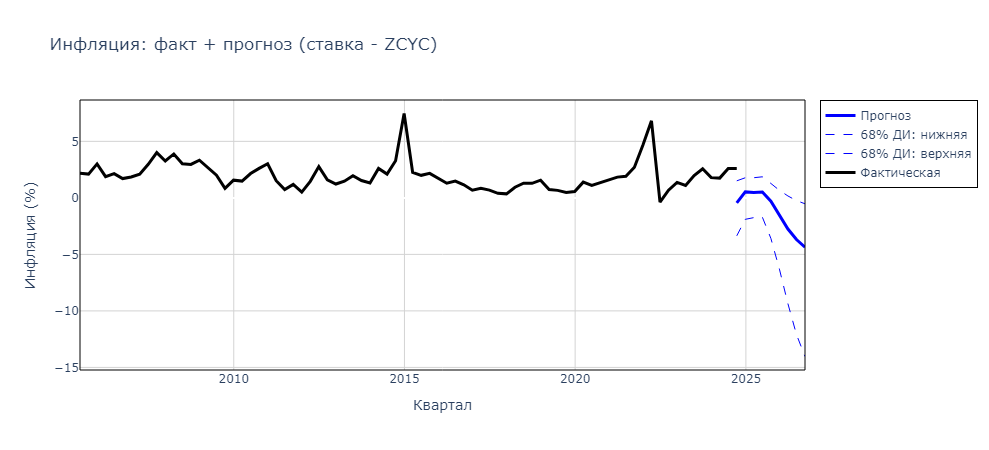 Инфляция: факт + прогноз (ставка - ZCYC)
Прогноз
68% ДИ: нижняя
68% ДИ: верхняя
Фактическая
Инфляция (%)
5
0
−5
−10
−15
2010
2015
2020
2025
Квартал